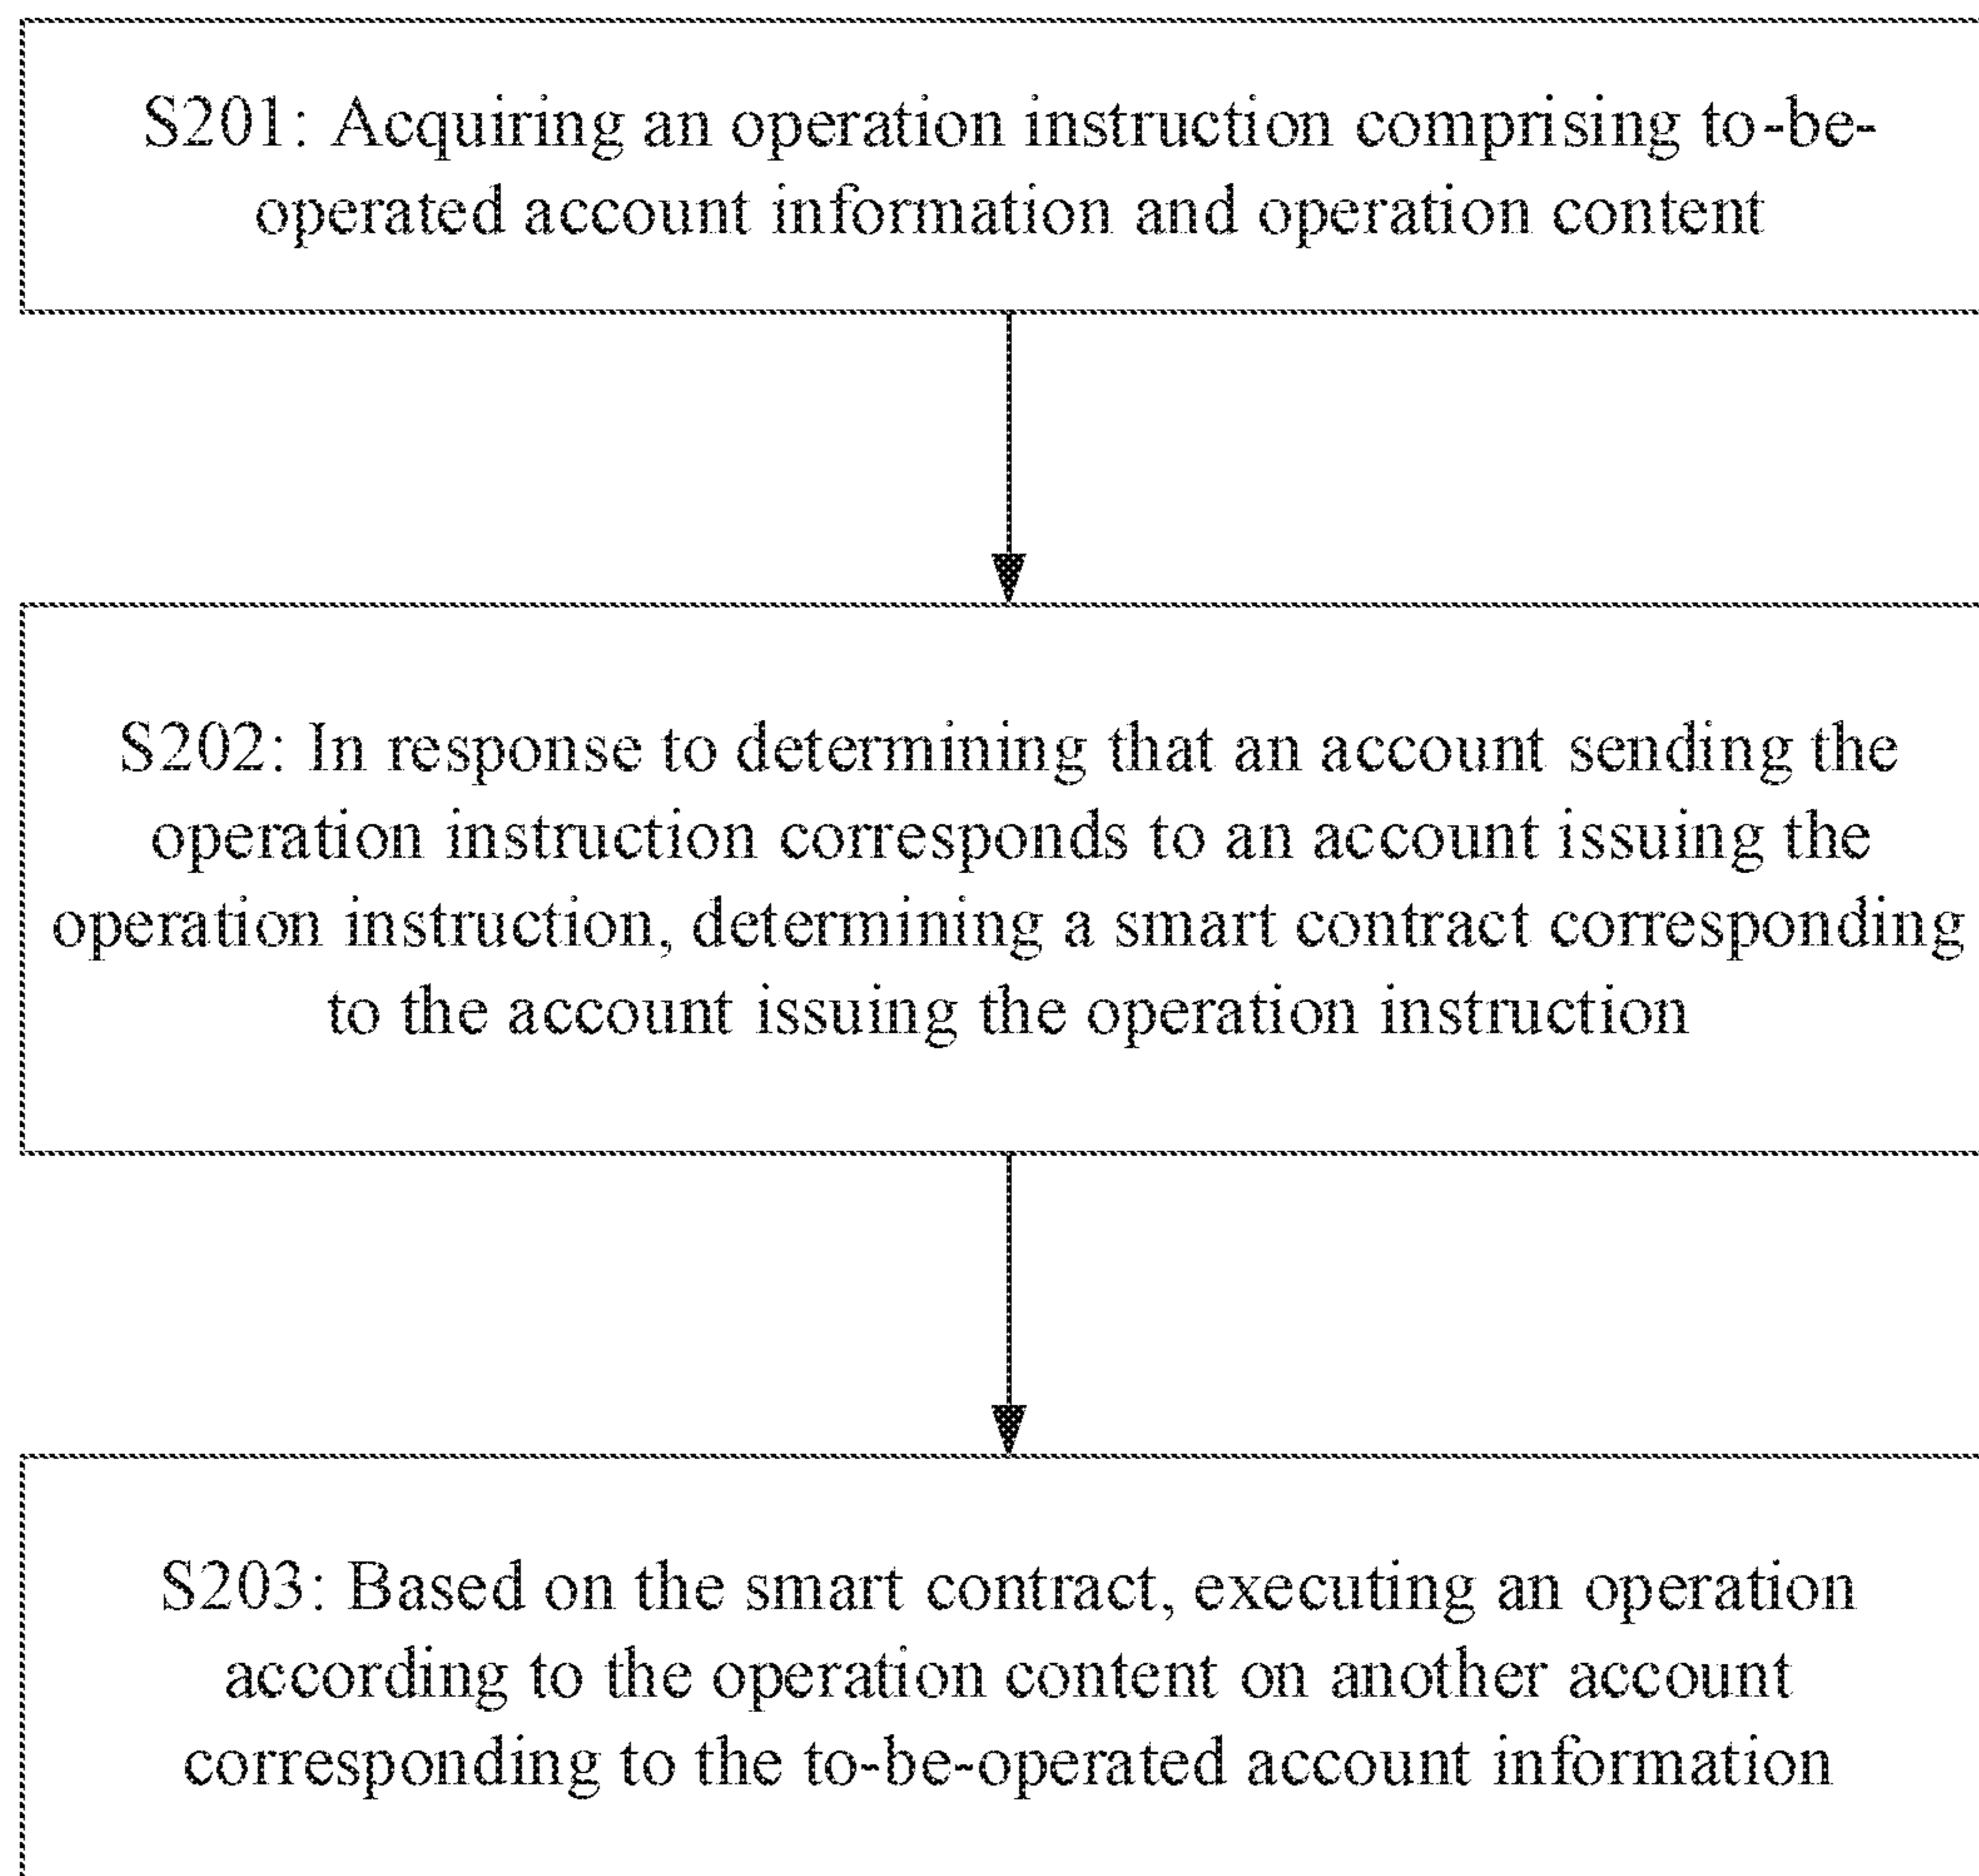 S201: Acquiring an operation instruction comprising to-be-
operated account information and operation content
S202: In response to determining that an account sending the
operation instruction corresponds to an account issuing the
operation instruction, determining a smart contract corresponding
to the account issuing the operation instruction
S203: Based on the smart contract, executing an operation
according to the operation content on another account
corresponding to the to-be-operated account information